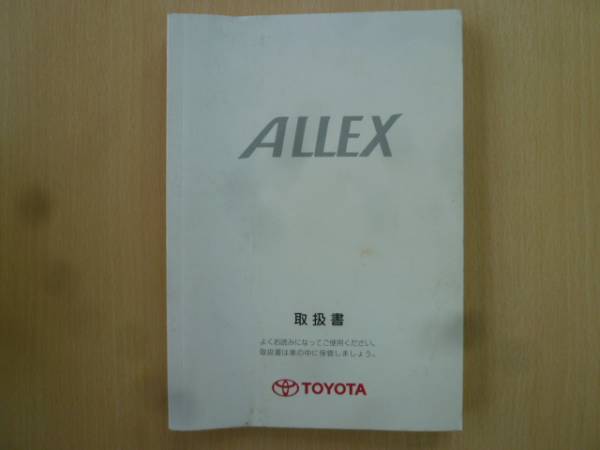 ALLEX
取扱書
よくお読みになってご使用ください。
取扱書は車の中に保管しましょう。
TOYOTA